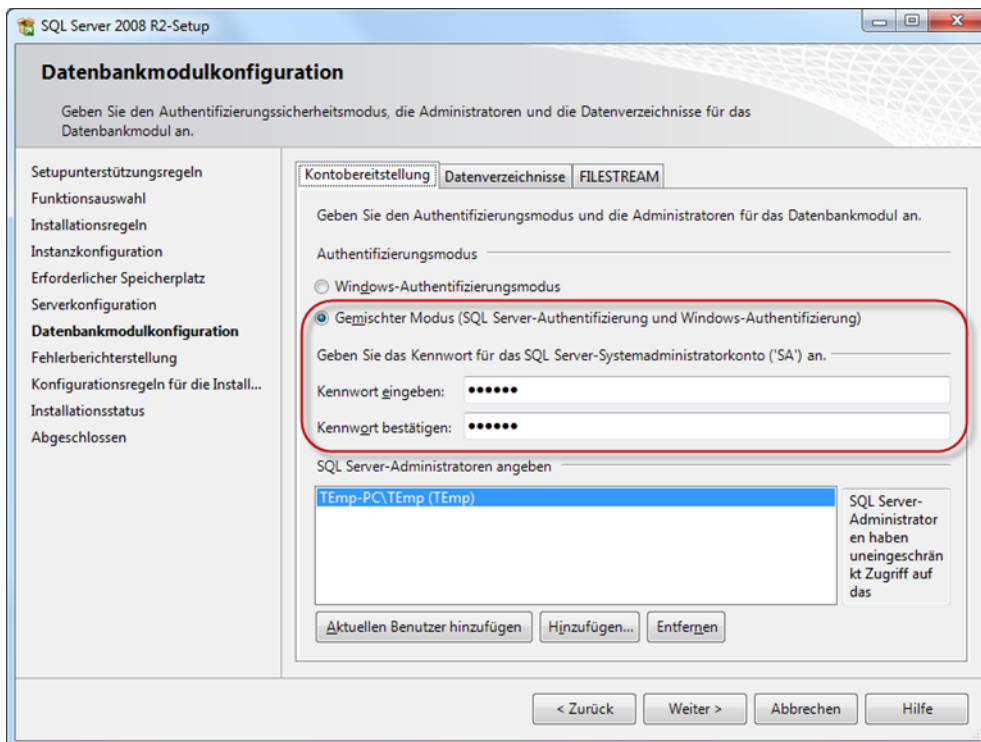 SQL Server 2008 R2-Setup
Datenbankmodulkonfiguration
Geben Sie den Authentifizierungssicherheitsmodus, die Administratoren und die Datenverzeichnisse für das
Datenbankmodul an.
Setupunterstützungsregeln
Funktionsauswahl
Installationsregeln
Instanzkonfiguration
Erforderlicher Speicherplatz
Serverkonfiguration
Datenbankmodulkonfiguration
Fehlerberichterstellung
Konfigurationsregeln für die Install...
Installationsstatus
Abgeschlossen
Kontobereitstellung Datenverzeichnisse FILESTREAM
Geben Sie den Authentifizierungsmodus und die Administratoren für das Datenbankmodul an.
Authentifizierungsmodus
Windows-Authentifizierungsmodus
Gemischter Modus (SQL Server-Authentifizierung und Windows-Authentifizierung)
Geben Sie das Kennwort für das SQL Server-Systemadministratorkonto ('SA') an.
Kennwort eingeben: ●●●●●●
Kennwort bestätigen: ●●●●●●
SQL Server-Administratoren angeben
TEmp-PC\TEmp (TEmp)
SQL Server-
Administrator
en haben
uneingeschrän
kt Zugriff auf
das
Aktuellen Benutzer hinzufügen Hinzufügen... Entfernen
< Zurück Weiter > Abbrechen Hilfe